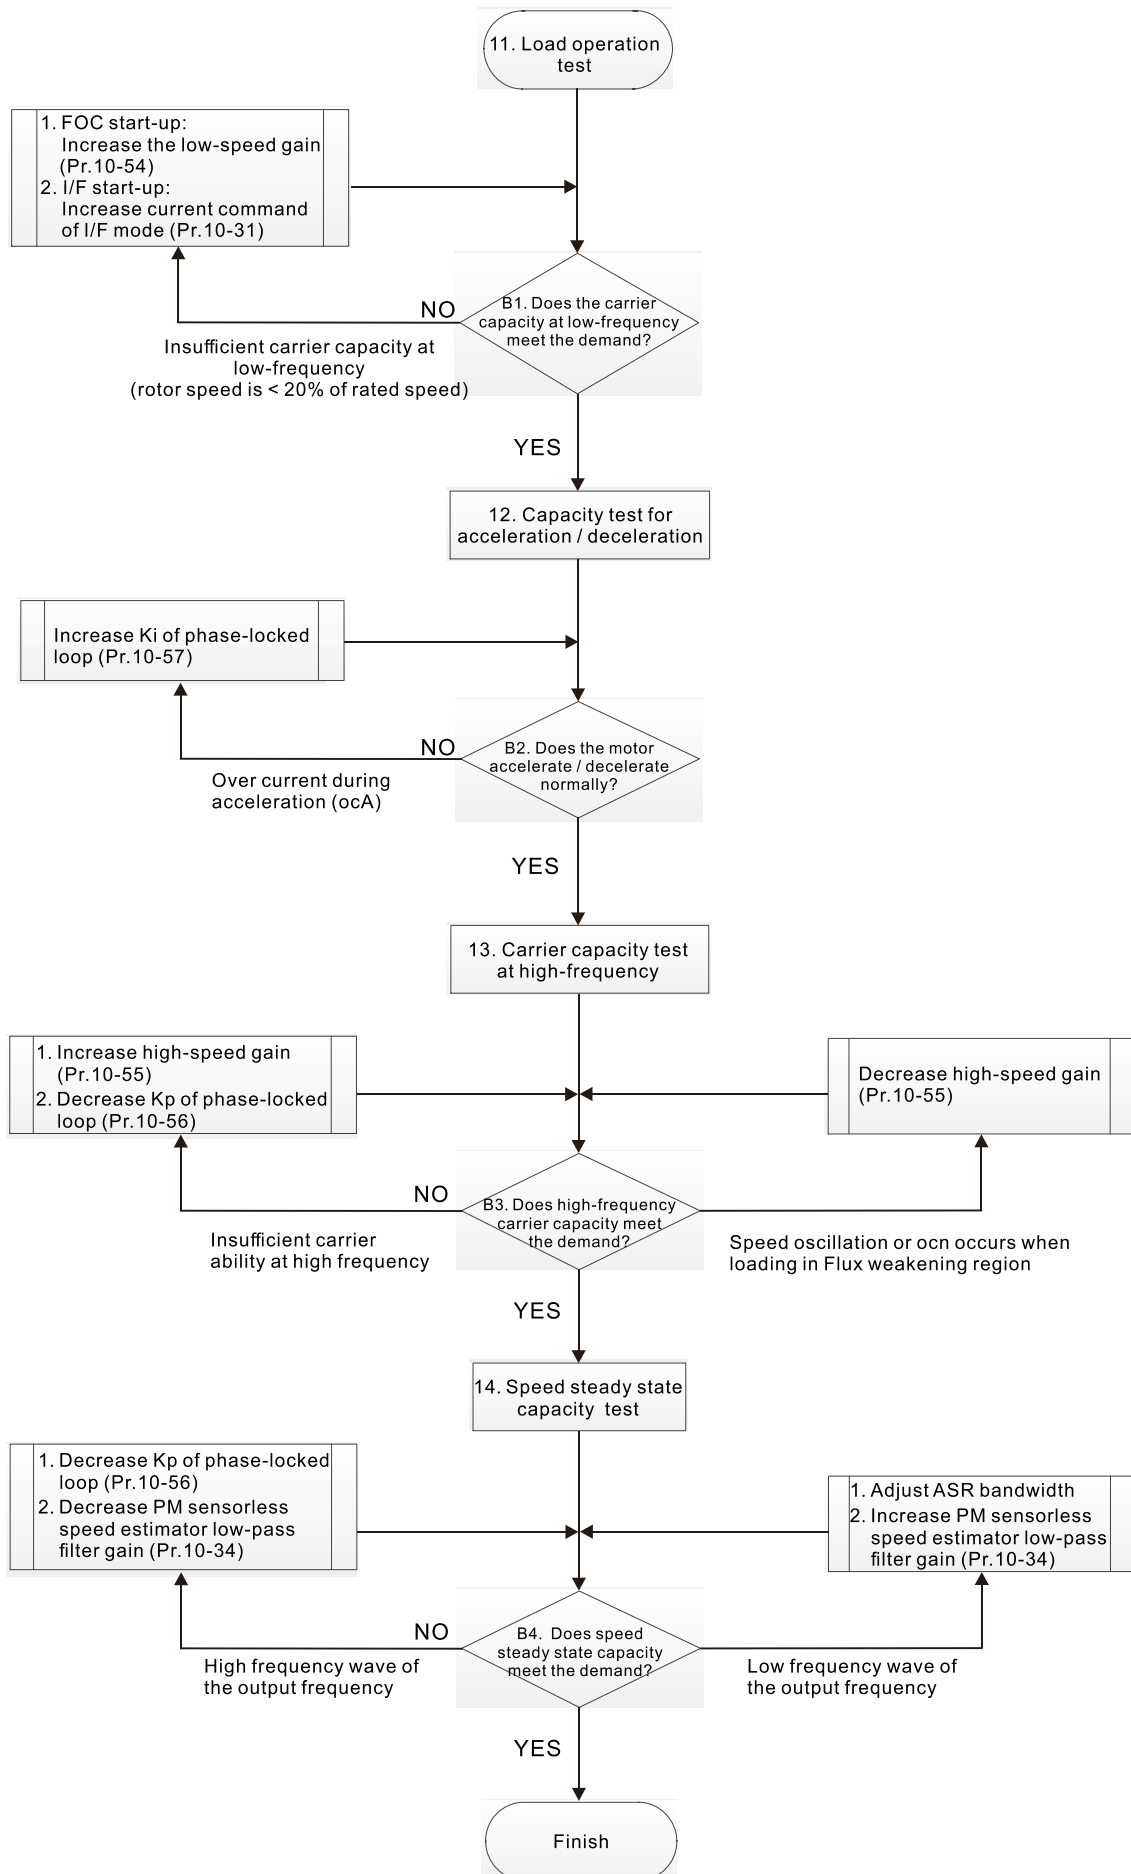 11. Load operation
test
1. FOC start-up:
Increase the low-speed gain
(Pr.10-54)
2. I/F start-up:
Increase current command
of I/F mode (Pr.10-31)
B1. Does the carrier
capacity at low-frequency
meet the demand?
NO
Insufficient carrier capacity at
low-frequency
(rotor speed is < 20% of rated speed)
YES
12. Capacity test for
acceleration / deceleration
Increase Ki of phase-locked
loop (Pr.10-57)
B2. Does the motor
accelerate / decelerate
normally?
NO
Over current during
acceleration (ocA)
YES
13. Carrier capacity test
at high-frequency
1. Increase high-speed gain
(Pr.10-55)
2. Decrease Kp of phase-locked
loop (Pr.10-56)
Decrease high-speed gain
(Pr.10-55)
NO
B3. Does high-frequency
carrier capacity meet
the demand?
Insufficient carrier
ability at high frequency
Speed oscillation or ocn occurs when
loading in Flux weakening region
YES
14. Speed steady state
capacity test
1. Decrease Kp of phase-locked
loop (Pr.10-56)
2. Decrease PM sensorless
speed estimator low-pass
filter gain (Pr.10-34)
1. Adjust ASR bandwidth
2. Increase PM sensorless
speed estimator low-pass
filter gain (Pr.10-34)
NO
B4. Does speed
steady state capacity
meet the demand?
High frequency wave of
the output frequency
Low frequency wave of
the output frequency
YES
Finish